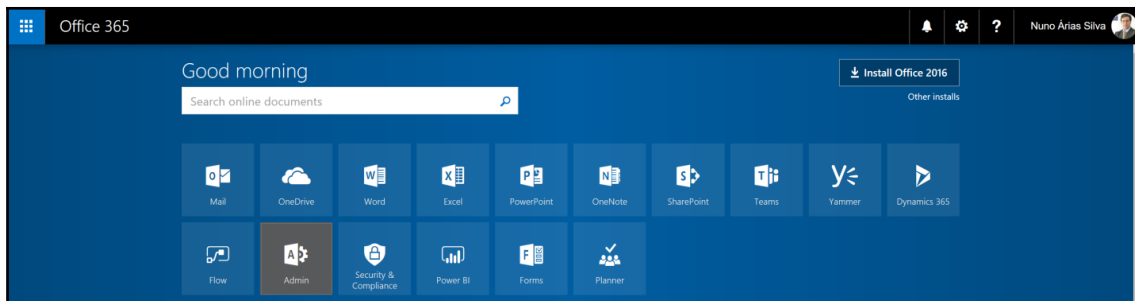 Office 365
?
Nuno Árias Silva
Good morning
Install Office 2016
Search online documents
Other installs
Mail
OneDrive
Word
Excel
PowerPoint
OneNote
SharePoint
Teams
Yammer
Dynamics 365
Flow
Admin
Security &
Compliance
Power BI
Forms
Planner